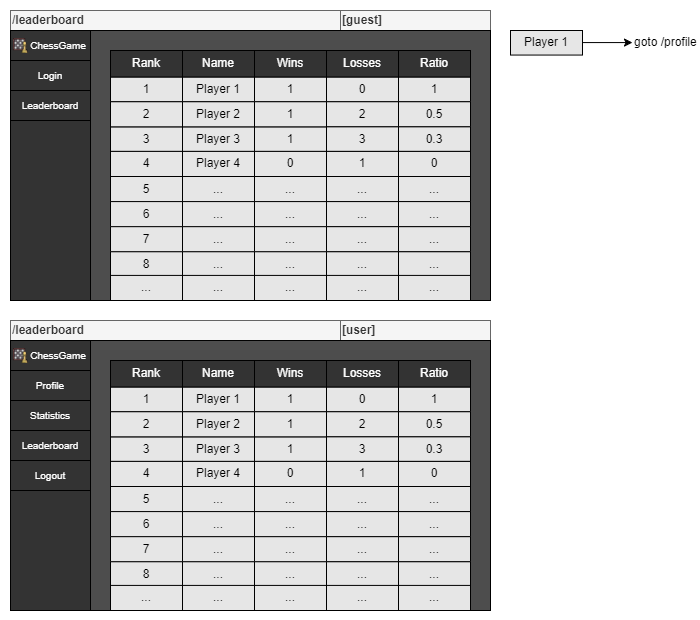 /leaderboard [guest]
Player 1 goto /profile
ChessGame
Login
Leaderboard
Rank Name Wins Losses Ratio
1 Player 1 1 0 1
2 Player 2 1 2 0.5
3 Player 3 1 3 0.3
4 Player 4 0 1 0
5 ... ... ... ...
6 ... ... ... ...
7 ... ... ... ...
8 ... ... ... ...
... ... ... ... ...
/leaderboard [user]
ChessGame
Profile
Statistics
Leaderboard
Logout
Rank Name Wins Losses Ratio
1 Player 1 1 0 1
2 Player 2 1 2 0.5
3 Player 3 1 3 0.3
4 Player 4 0 1 0
5 ... ... ... ...
6 ... ... ... ...
7 ... ... ... ...
8 ... ... ... ...
... ... ... ... ...